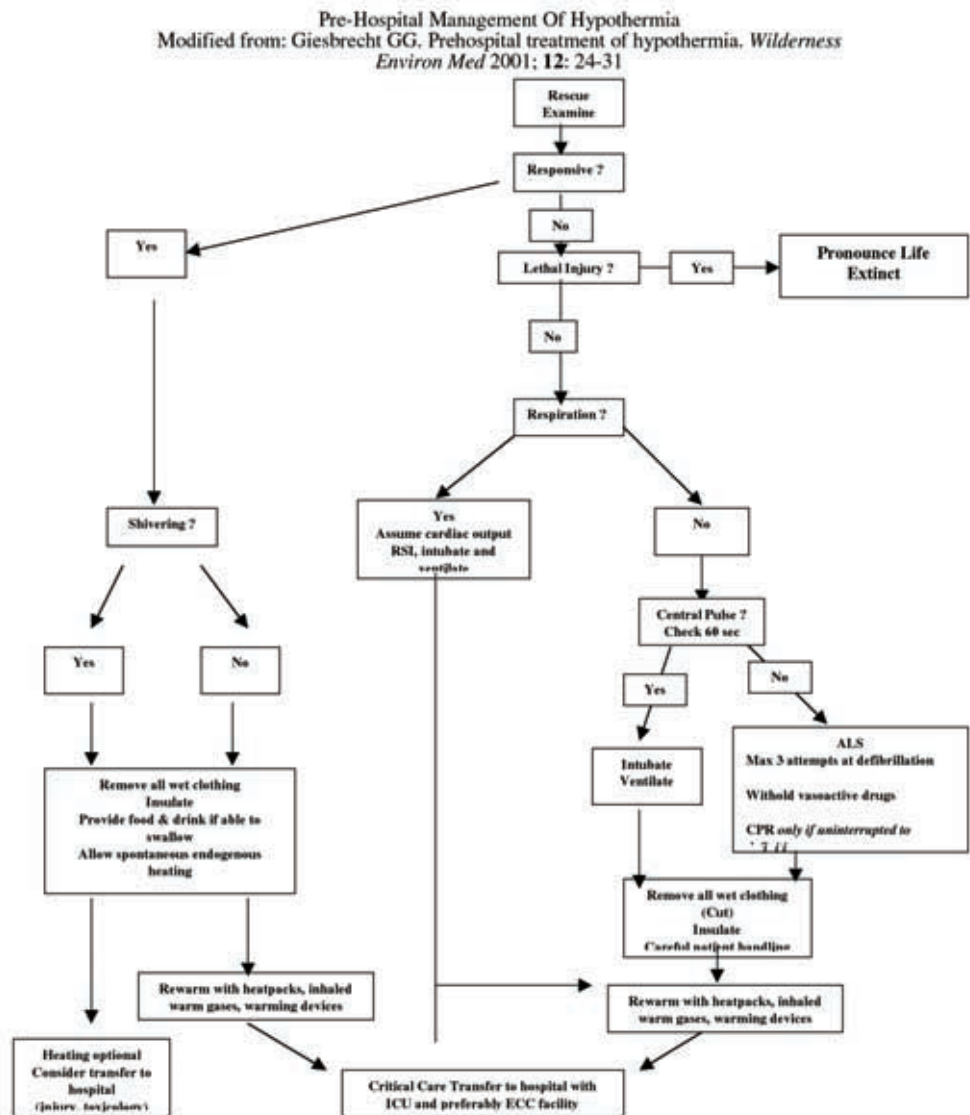 Pre-Hospital Management Of Hypothermia
Modified from: Giesbrecht GG. Prehospital treatment of hypothermia. Wilderness
Environ Med 2001; 12: 24-31
Rescue
Examine
Responsive ?
No
Yes
Lethal Injury ?
Yes
Pronounce Life
Extinct
No
Respiration ?
Shivering ?
Yes
Assume cardiac output
RSI, intubate and
ventilate
No
Central Pulse ?
Check 60 sec
Yes
No
Yes
No
Intubate
Ventilate
ALS
Max 3 attempts at defibrillation
Withold vasoactive drugs
CPR only if uninterrupted to
Remove all wet clothing
Insulate
Provide food & drink if able to
swallow
Allow spontaneous endogenous
heating
Remove all wet clothing
(Cut)
Insulate
Careful patient handling
Rewarm with heatpacks, inhaled
warm gases, warming devices
Rewarm with heatpacks, inhaled
warm gases, warming devices
Heating optional
Consider transfer to
hospital
(injury, toxicology)
Critical Care Transfer to hospital with
ICU and preferably ECC facility